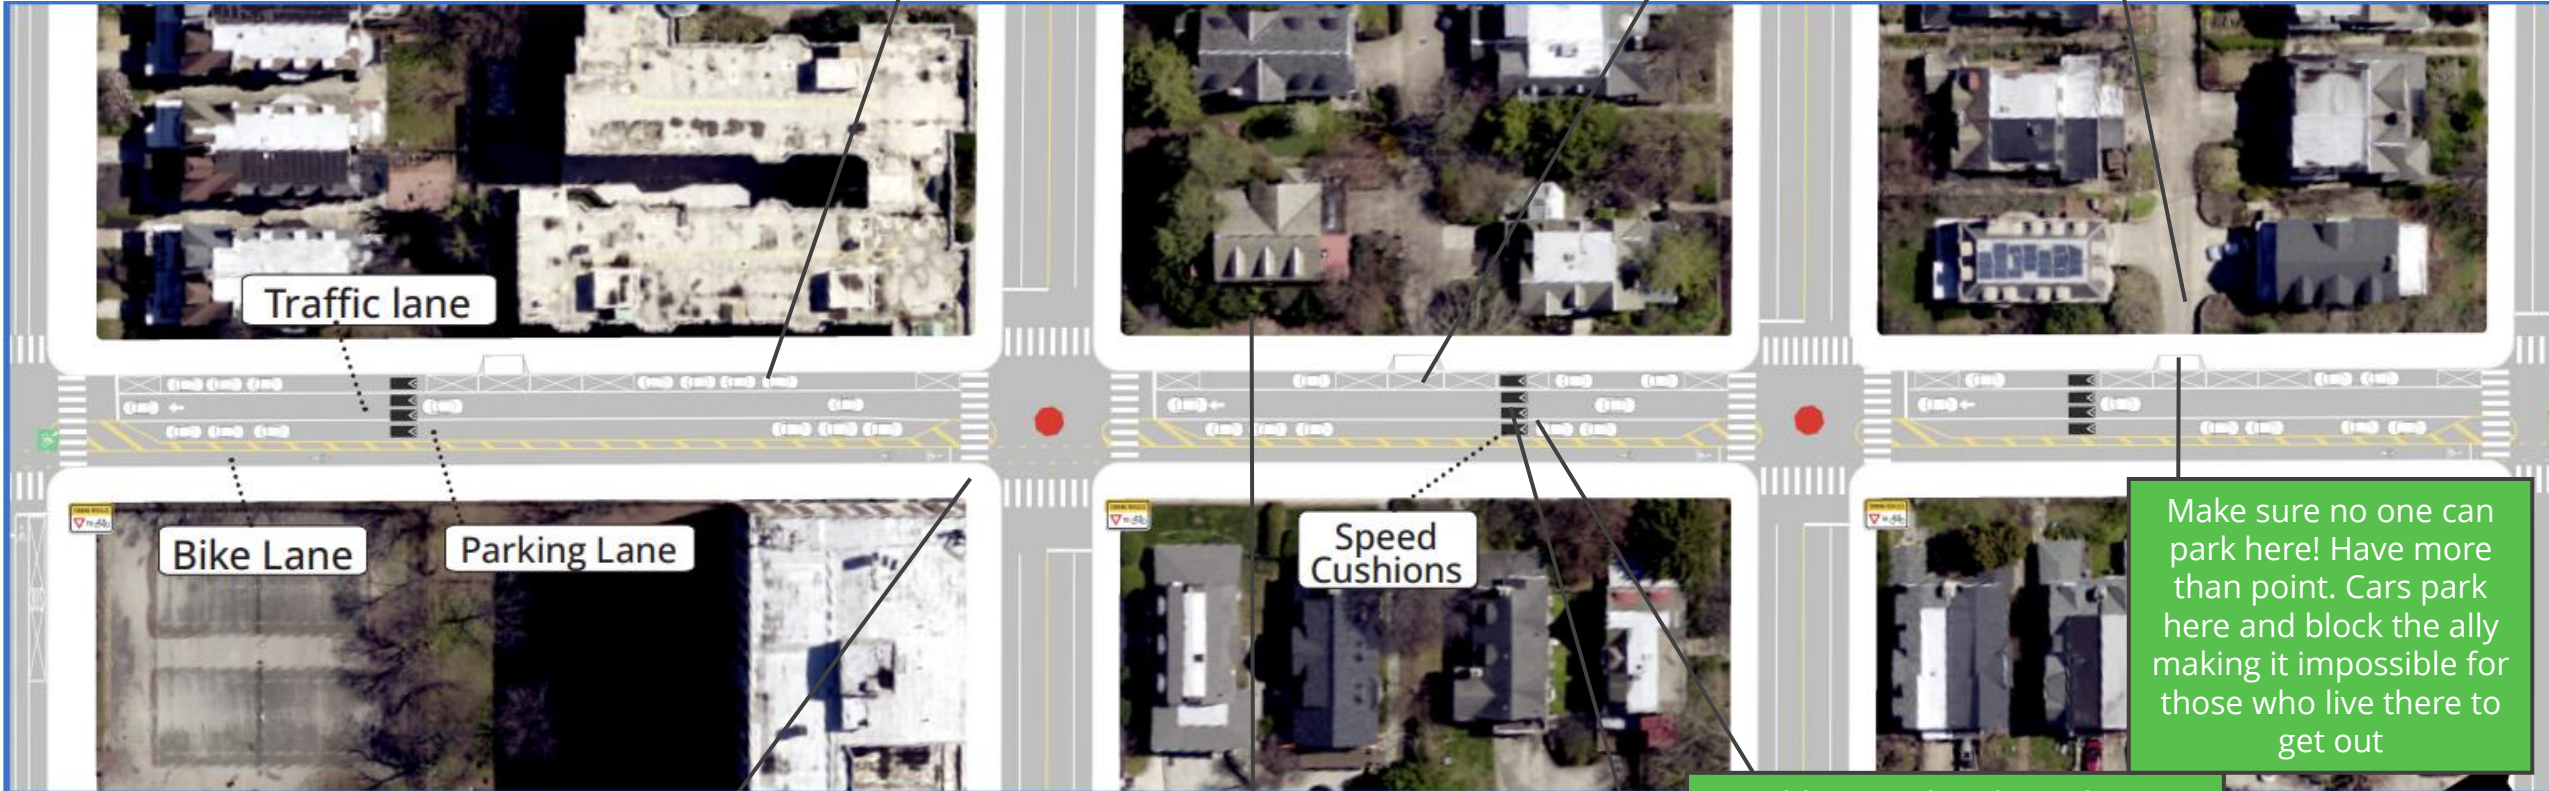 Traffic lane
Bike Lane
Parking Lane
Speed
Cushions
Make sure no one can
park here! Have more
than point. Cars park
here and block the ally
making it impossible for
those who live there to
get out